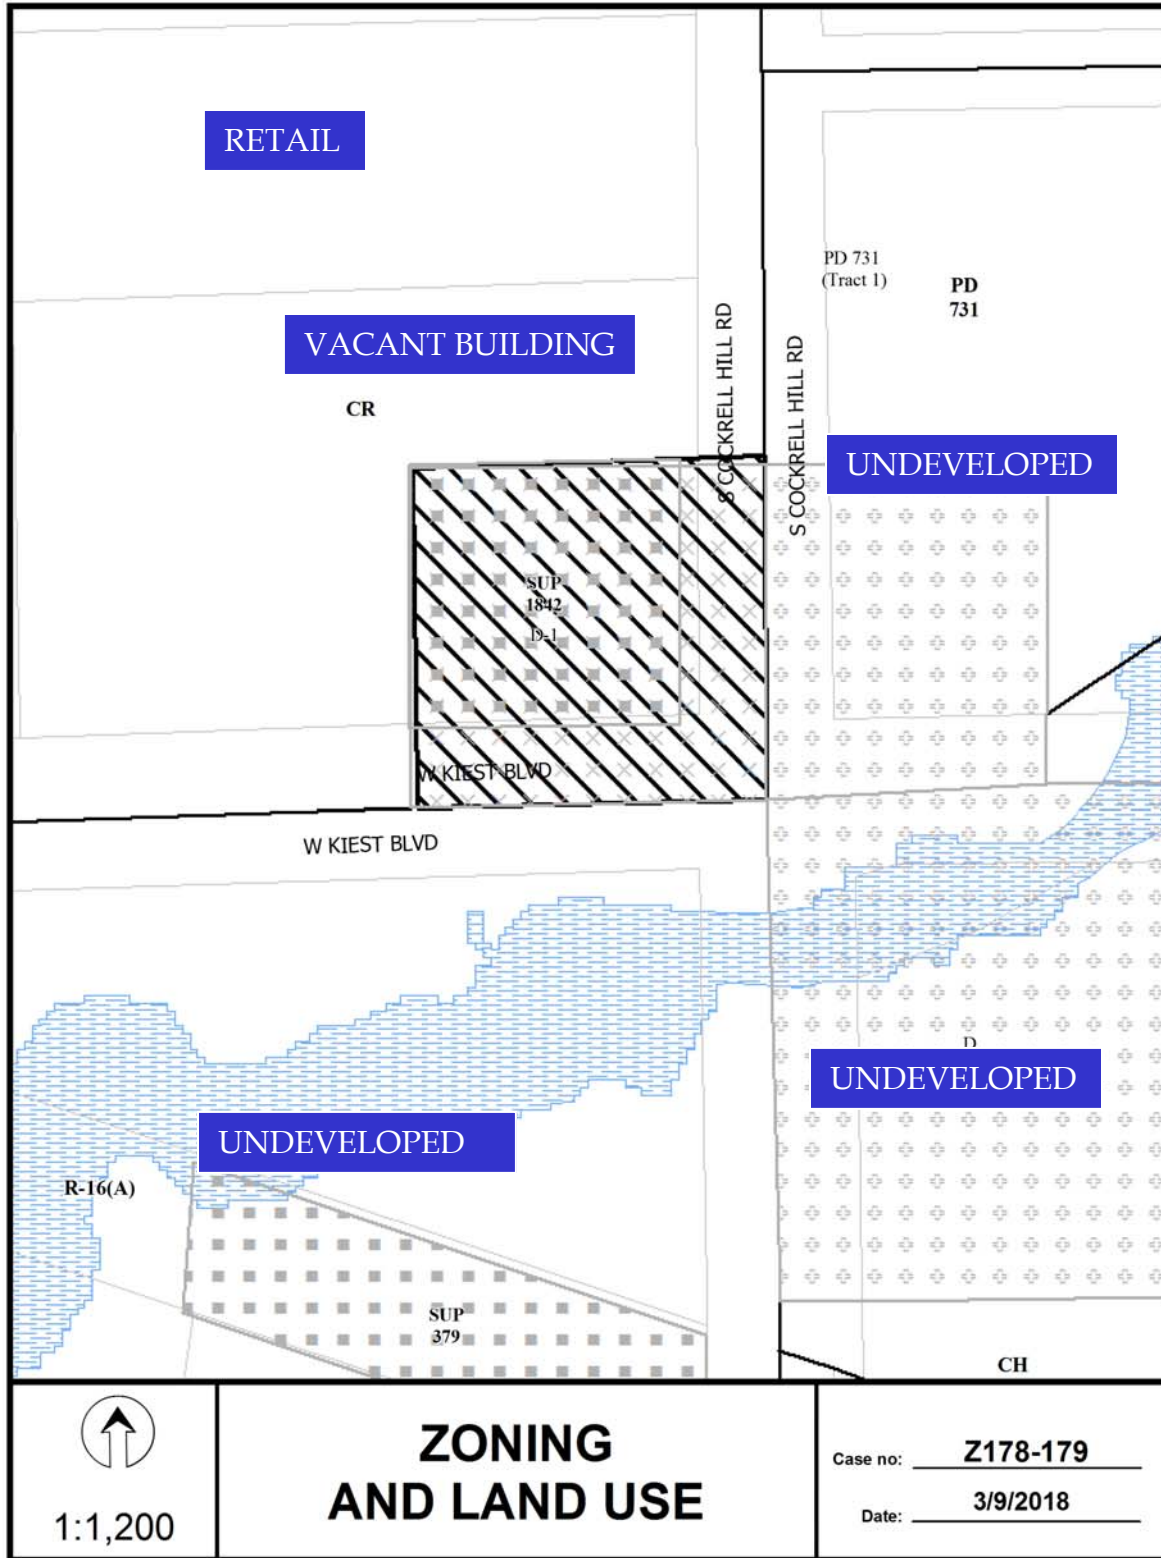 RETAIL
PD 731
(Tract 1)
PD
731
VACANT BUILDING
S COCKRELL HILL RD
S COCKRELL HILL RD
CR
UNDEVELOPED
SUP
1842
D-1
W KIEST BLVD
W KIEST BLVD
D
UNDEVELOPED
UNDEVELOPED
R-16(A)
SUP
379
CH
1:1,200
ZONING
AND LAND USE
Case no: Z178-179
Date: 3/9/2018